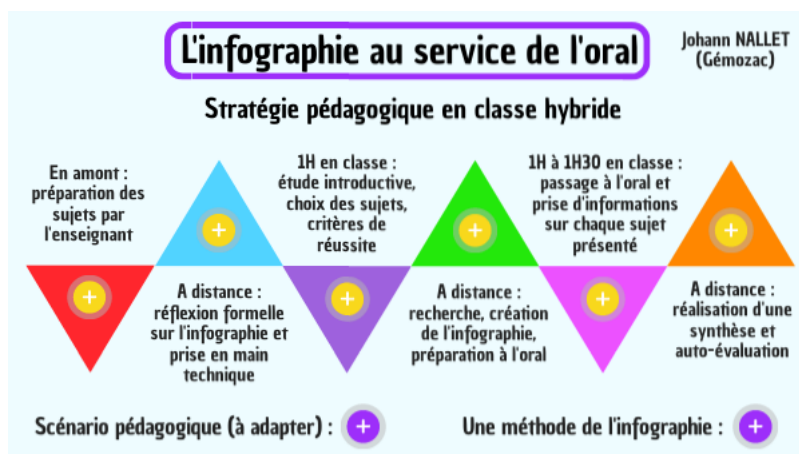 L'infographie au service de l'oral
Johann NALLET
(Gémozac)
Stratégie pédagogique en classe hybride
En amont :
préparation des
sujets par
l'enseignant
A distance :
réflexion formelle
sur l'infographie et
prise en main
technique
1H en classe :
étude introductive,
choix des sujets,
critères de
réussite
A distance :
recherche, création
de l'infographie,
préparation à l'oral
1H à 1H30 en classe :
passage à l'oral et
prise d'informations
sur chaque sujet
présenté
A distance :
réalisation d'une
synthèse et
auto-évaluation
Scénario pédagogique (à adapter) :
Une méthode de l'infographie :